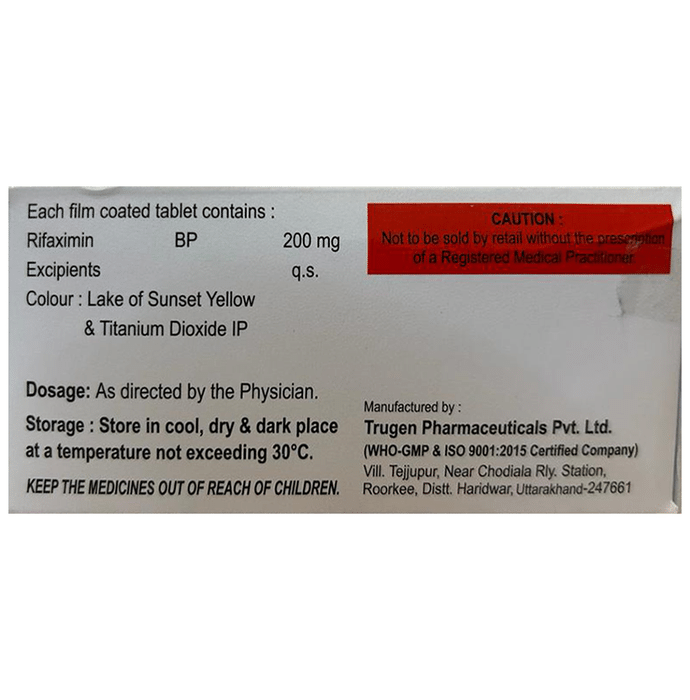 Each film coated tablet contains :
Rifaximin BP 200 mg
Excipients q.s.
Colour : Lake of Sunset Yellow
& Titanium Dioxide IP
CAUTION :
Not to be sold by retail without the prescription
of a Registered Medical Practitioner
Dosage: As directed by the Physician.
Storage : Store in cool, dry & dark place
at a temperature not exceeding 30°C.
KEEP THE MEDICINES OUT OF REACH OF CHILDREN.
Manufactured by :
Trugen Pharmaceuticals Pvt. Ltd.
(WHO-GMP & ISO 9001:2015 Certified Company)
Vill. Tejjupur, Near Chodiala Rly. Station,
Roorkee, Distt. Haridwar, Uttarakhand-247661